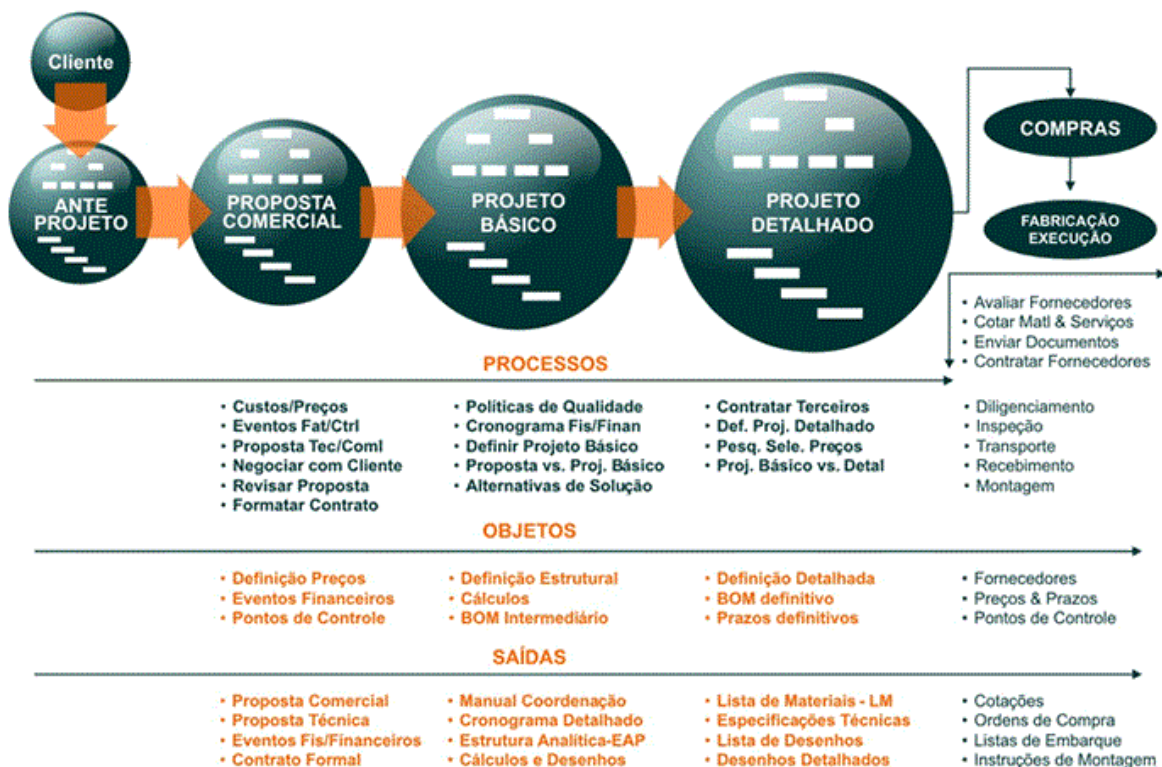 Cliente
ANTE
PROJETO
PROPOSTA
COMERCIAL
PROJETO
BÁSICO
PROJETO
DETALHADO
COMPRAS
FABRICAÇÃO
EXECUÇÃO
• Avaliar Fornecedores
• Cotar Matl & Serviços
• Enviar Documentos
• Contratar Fornecedores
PROCESSOS
• Custos/Preços
• Eventos Fat/Ctrl
• Proposta Tec/Coml
• Negociar com Cliente
• Revisar Proposta
• Formatar Contrato
• Políticas de Qualidade
• Cronograma Fis/Finan
• Definir Projeto Básico
• Proposta vs. Proj. Básico
• Alternativas de Solução
• Contratar Terceiros
• Def. Proj. Detalhado
• Pesq. Sele. Preços
• Proj. Básico vs. Detal
• Diligenciamento
• Inspeção
• Transporte
• Recebimento
• Montagem
OBJETOS
• Definição Preços
• Eventos Financeiros
• Pontos de Controle
• Definição Estrutural
• Cálculos
• BOM Intermediário
• Definição Detalhada
• BOM definitivo
• Prazos definitivos
• Fornecedores
• Preços & Prazos
• Pontos de Controle
SAÍDAS
• Proposta Comercial
• Proposta Técnica
• Eventos Fis/Financeiros
• Contrato Formal
• Manual Coordenação
• Cronograma Detalhado
• Estrutura Analítica-EAP
• Cálculos e Desenhos
• Lista de Materiais - LM
• Especificações Técnicas
• Lista de Desenhos
• Desenhos Detalhados
• Cotações
• Ordens de Compra
• Listas de Embarque
• Instruções de Montagem